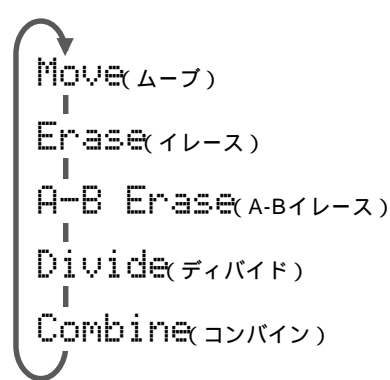 Move(ムーブ)
Erase(イレース)
A-B Erase(A-Bイレース)
Divide(ディバイド)
Combine(コンバイン)